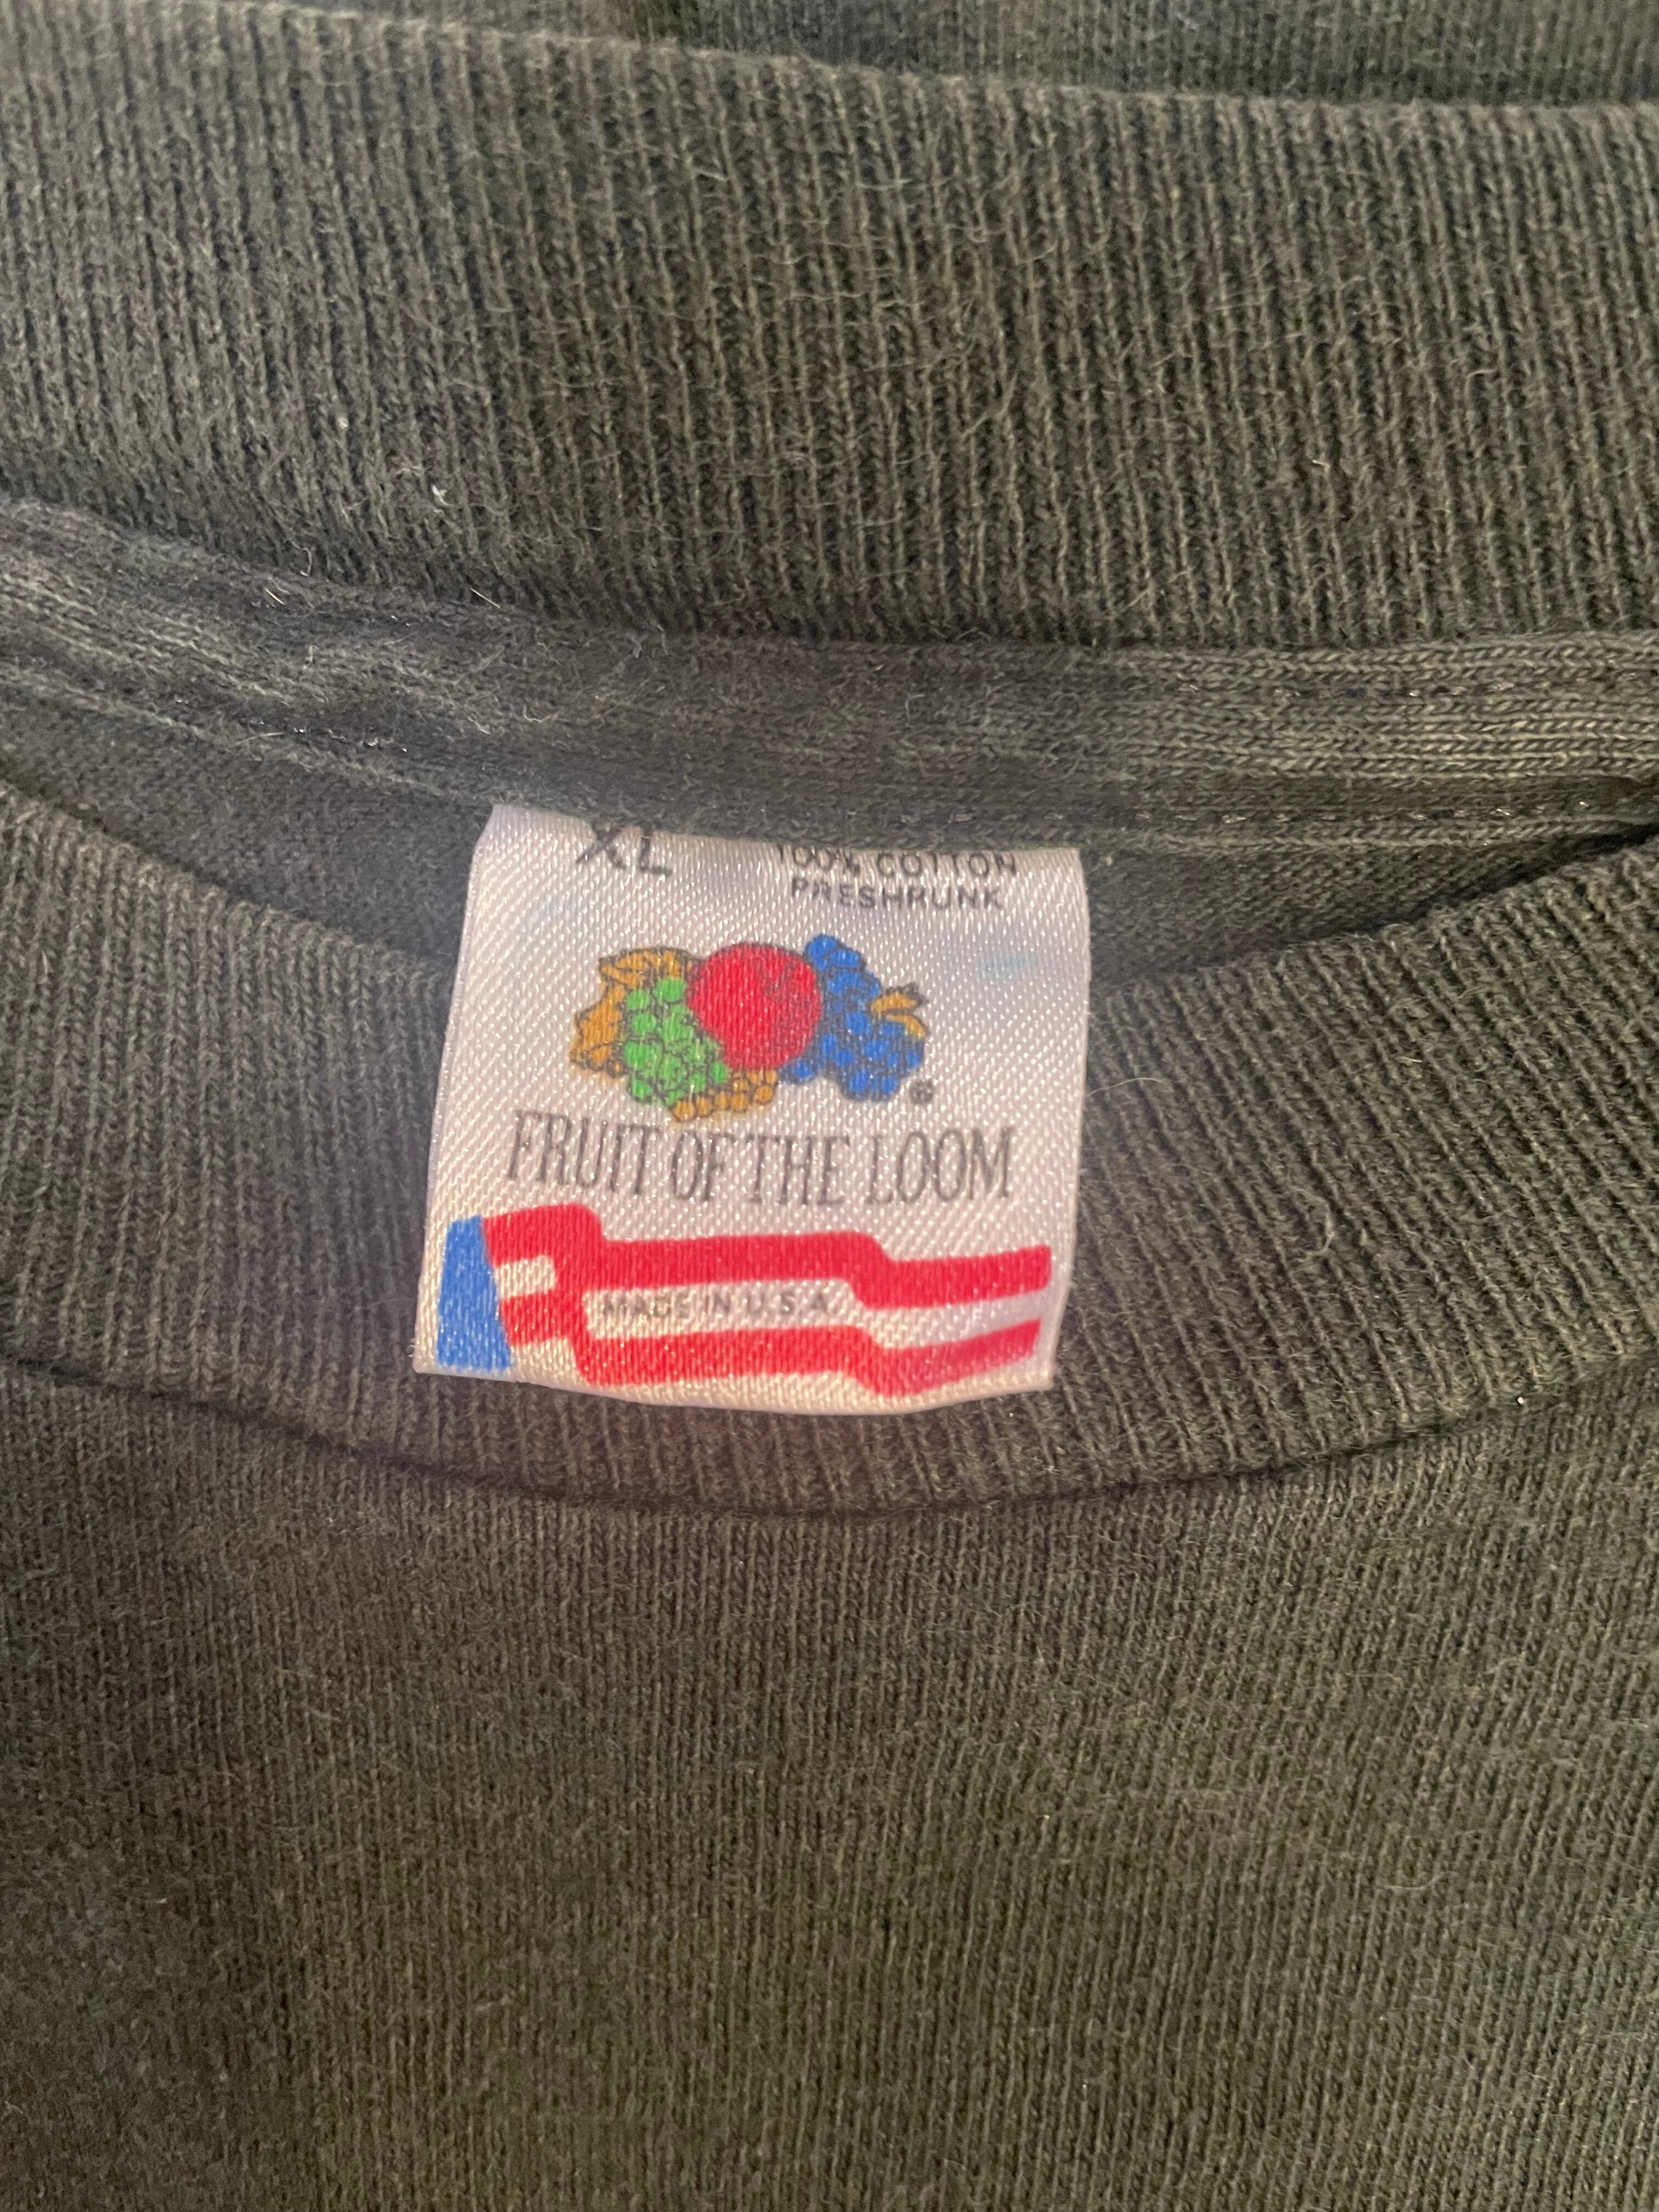 XL
100% COTTON
PRESHRUNK
®
FRUIT OF THE LOOM
MADE IN U.S.A.